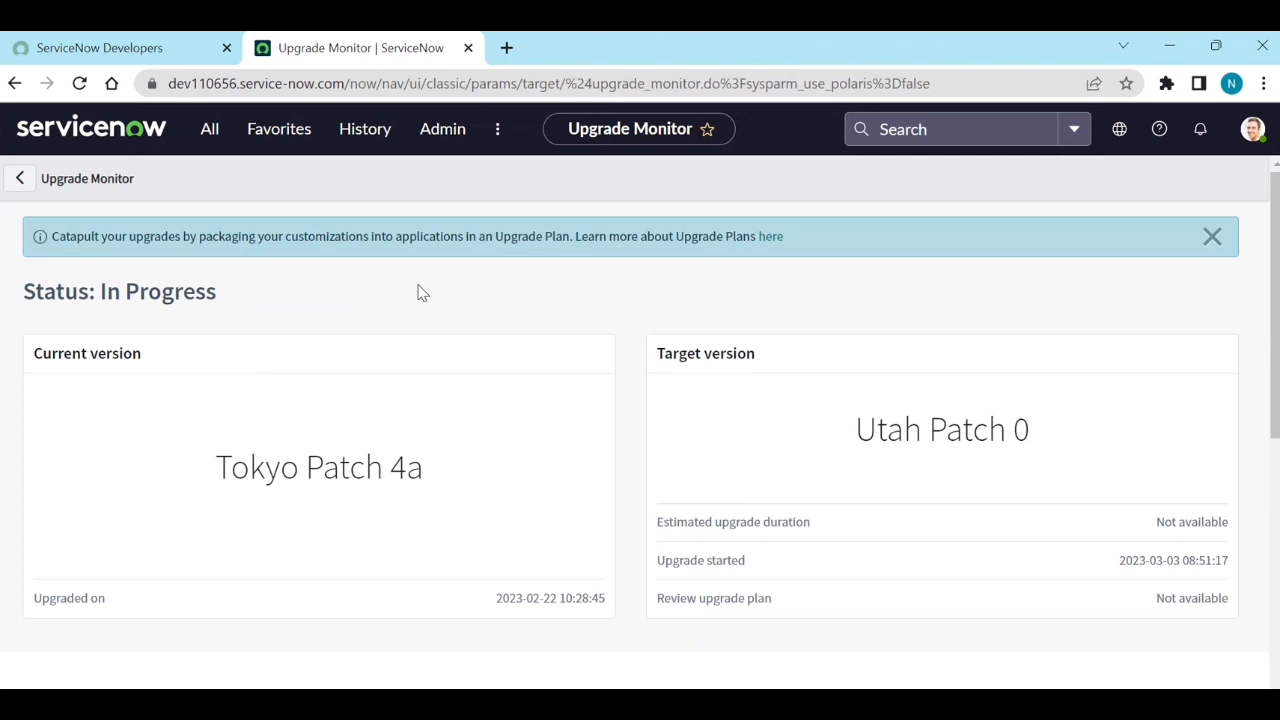 ServiceNow Developers
Upgrade Monitor | ServiceNow
dev110656.service-now.com/now/nav/ui/classic/params/target/%24upgrade_monitor.do%3Fsysparm_use_polaris%3Dfalse
N
servicenow
All
Favorites
History
Admin
Upgrade Monitor
Search
Upgrade Monitor
Catapult your upgrades by packaging your customizations into applications in an Upgrade Plan. Learn more about Upgrade Plans here
Status: In Progress
Current version
Tokyo Patch 4a
Upgraded on 2023-02-22 10:28:45
Target version
Utah Patch 0
Estimated upgrade duration Not available
Upgrade started 2023-03-03 08:51:17
Review upgrade plan Not available